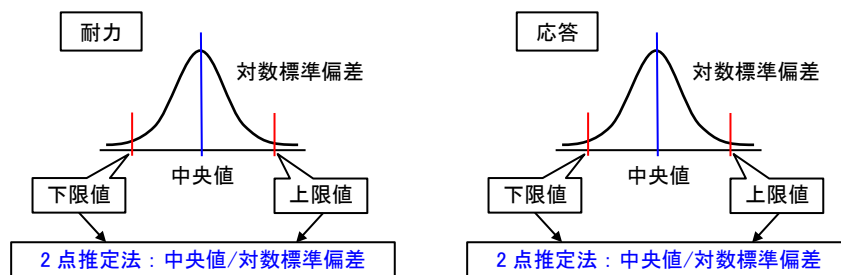 耐力
対数標準偏差
中央値
下限値
上限値
2 点推定法：中央値/対数標準偏差
応答
対数標準偏差
中央値
下限値
上限値
2 点推定法：中央値/対数標準偏差